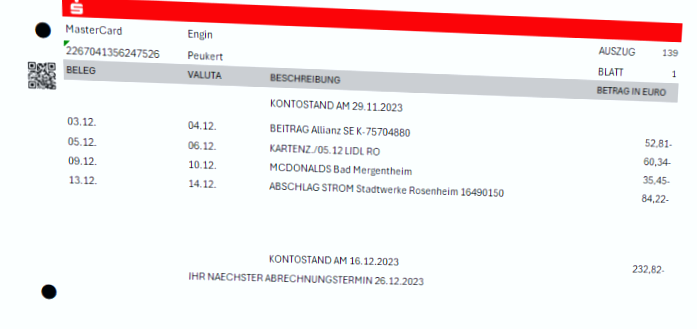 MasterCard Engin AUSZUG 139
2267041356247526 Peukert BLATT 1
BELEG VALUTA BESCHREIBUNG BETRAG IN EURO
KONTOSTAND AM 29.11.2023
03.12. 04.12. BEITRAG Allianz SE K-75704880 52,81-
05.12. 06.12. KARTENZ./05.12 LIDL RO 60,34-
09.12. 10.12. MCDONALDS Bad Mergentheim 35,45-
13.12. 14.12. ABSCHLAG STROM Stadtwerke Rosenheim 16490150 84,22-
KONTOSTAND AM 16.12.2023 232,82-
IHR NAECHSTER ABRECHNUNGSTERMIN 26.12.2023